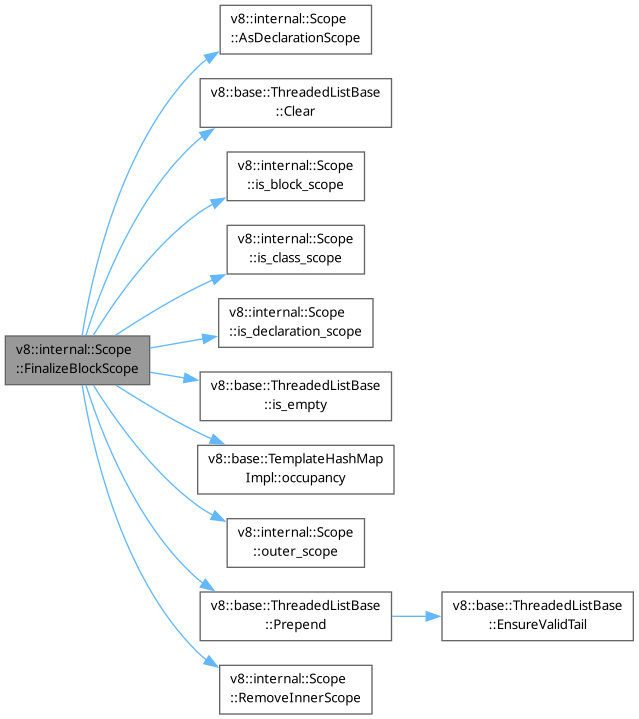 v8::internal::Scope
::AsDeclarationScope
v8::base::ThreadedListBase
::Clear
v8::internal::Scope
::is_block_scope
v8::internal::Scope
::is_class_scope
v8::internal::Scope
::is_declaration_scope
v8::internal::Scope
::FinalizeBlockScope
v8::base::ThreadedListBase
::is_empty
v8::base::TemplateHashMap
Impl::occupancy
v8::internal::Scope
::outer_scope
v8::base::ThreadedListBase
::Prepend
v8::base::ThreadedListBase
::EnsureValidTail
v8::internal::Scope
::RemoveInnerScope